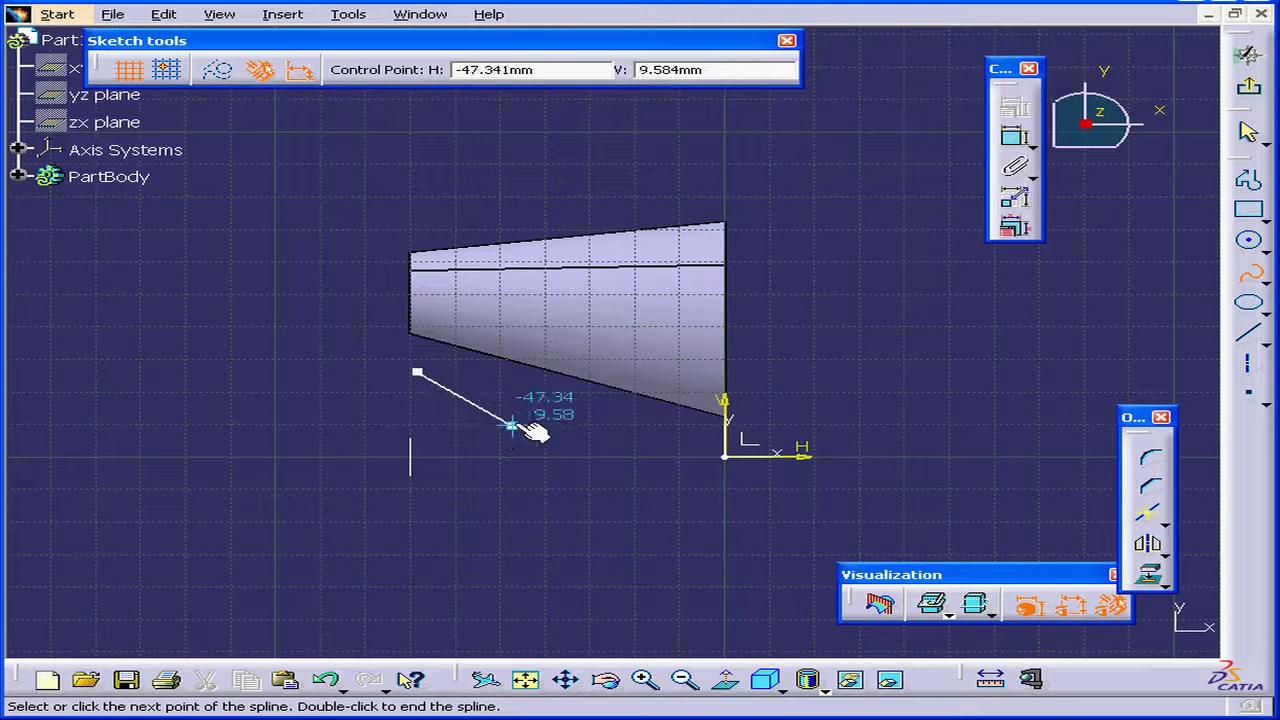 Start Edit View Insert Tools Window Help
Part
Sketch tools
Control Point: H: -47.341mm V: 9.584mm
C...
y
x
z
x
yz plane
zx plane
Axis Systems
PartBody
-47.34
9.58
V
y
H
x
O...
Visualization
y
x
CATIA
Select or click the next point of the spline. Double-click to end the spline.